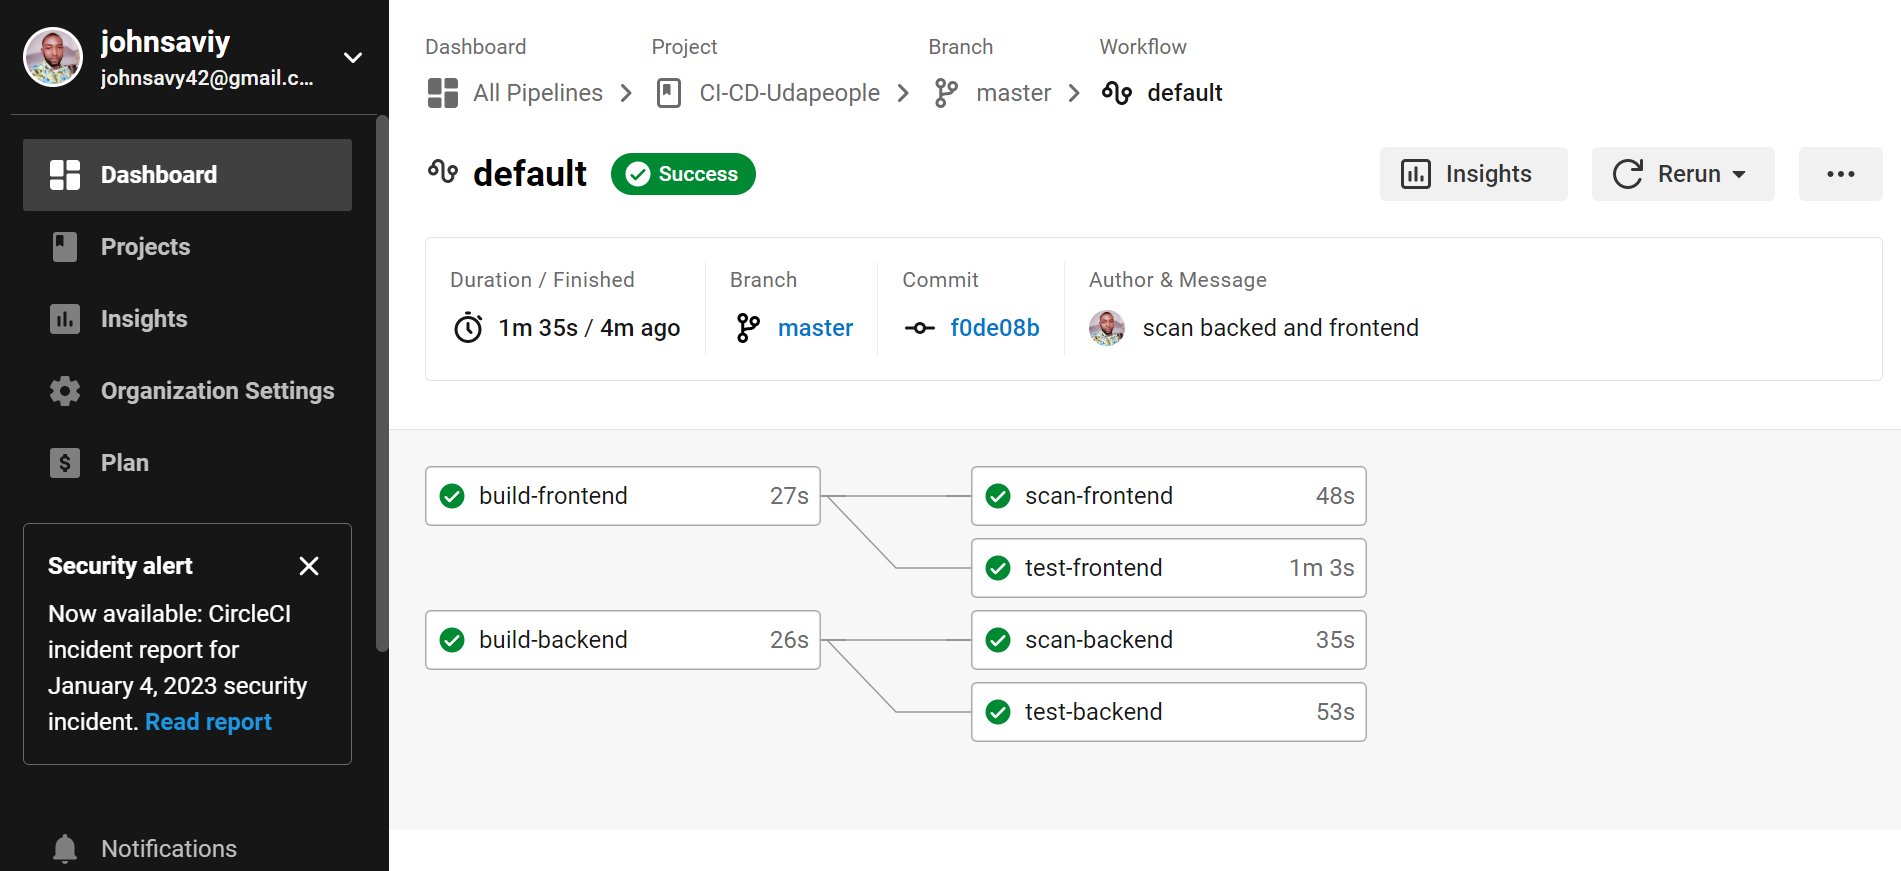 johnsaviy
johnsavy42@gmail.c...
Dashboard
Projects
Insights
Organization Settings
Plan
Security alert
Now available: CircleCI
incident report for
January 4, 2023 security
incident. Read report
Notifications
Dashboard Project Branch Workflow
All Pipelines CI-CD-Udapeople master default
default Success Insights Rerun
Duration / Finished Branch Commit Author & Message
1m 35s / 4m ago master f0de08b scan backed and frontend
build-frontend 27s scan-frontend 48s
test-frontend 1m 3s
build-backend 26s scan-backend 35s
test-backend 53s